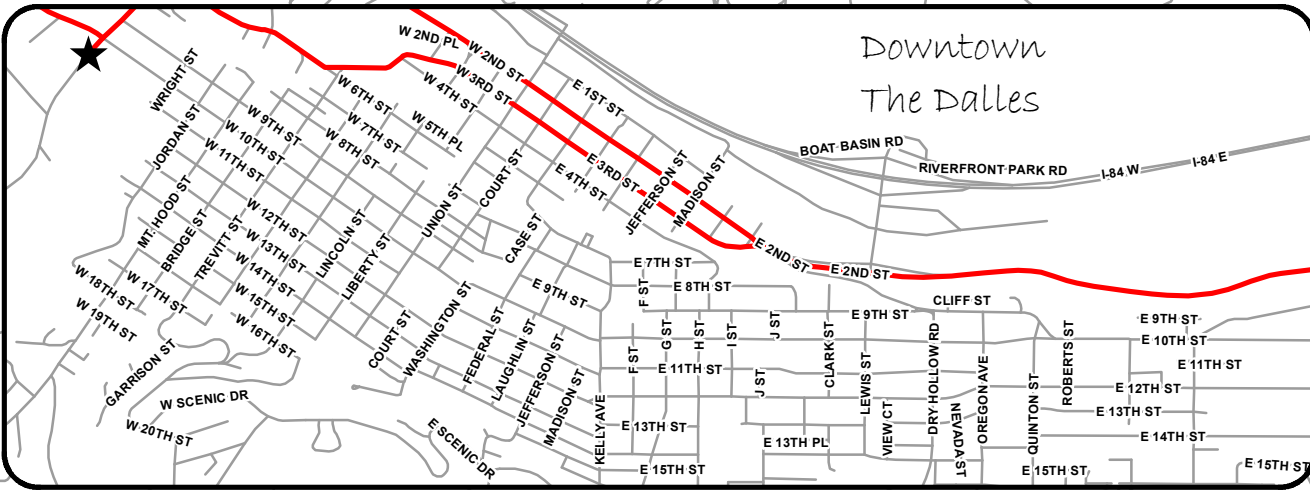 Downtown
The Dalles
W 2ND PL
W 2ND ST
W 3RD ST
W 4TH ST
W 5TH PL
W 6TH ST
W 7TH ST
W 8TH ST
W 9TH ST
W 10TH ST
W 11TH ST
WRIGHT ST
JORDAN ST
MT. HOOD ST
BRIDGE ST
TREVITT ST
LINCOLN ST
LIBERTY ST
UNION ST
COURT ST
CASE ST
E 1ST ST
E 3RD ST
E 4TH ST
JEFFERSON ST
MADISON ST
BOAT BASIN RD
RIVERFRONT PARK RD
I-84 W
I-84 E
E 2ND ST
E 2ND ST
W 12TH ST
W 13TH ST
W 14TH ST
W 15TH ST
W 16TH ST
W 17TH ST
W 18TH ST
W 19TH ST
GARRISON ST
W SCENIC DR
W 20TH ST
E SCENIC DR
COURT ST
WASHINGTON ST
FEDERAL ST
LAUGHLIN ST
JEFFERSON ST
MADISON ST
KELLY AVE
E 9TH ST
E 7TH ST
E 8TH ST
F ST
F ST
G ST
H ST
I ST
J ST
J ST
E 11TH ST
E 13TH ST
E 15TH ST
E 13TH PL
CLARK ST
LEWIS ST
VIEW CT
DRY HOLLOW RD
NEVADA ST
OREGON AVE
QUINTON ST
ROBERTS ST
CLIFF ST
E 9TH ST
E 9TH ST
E 10TH ST
E 11TH ST
E 12TH ST
E 13TH ST
E 14TH ST
E 15TH ST
E 15TH ST